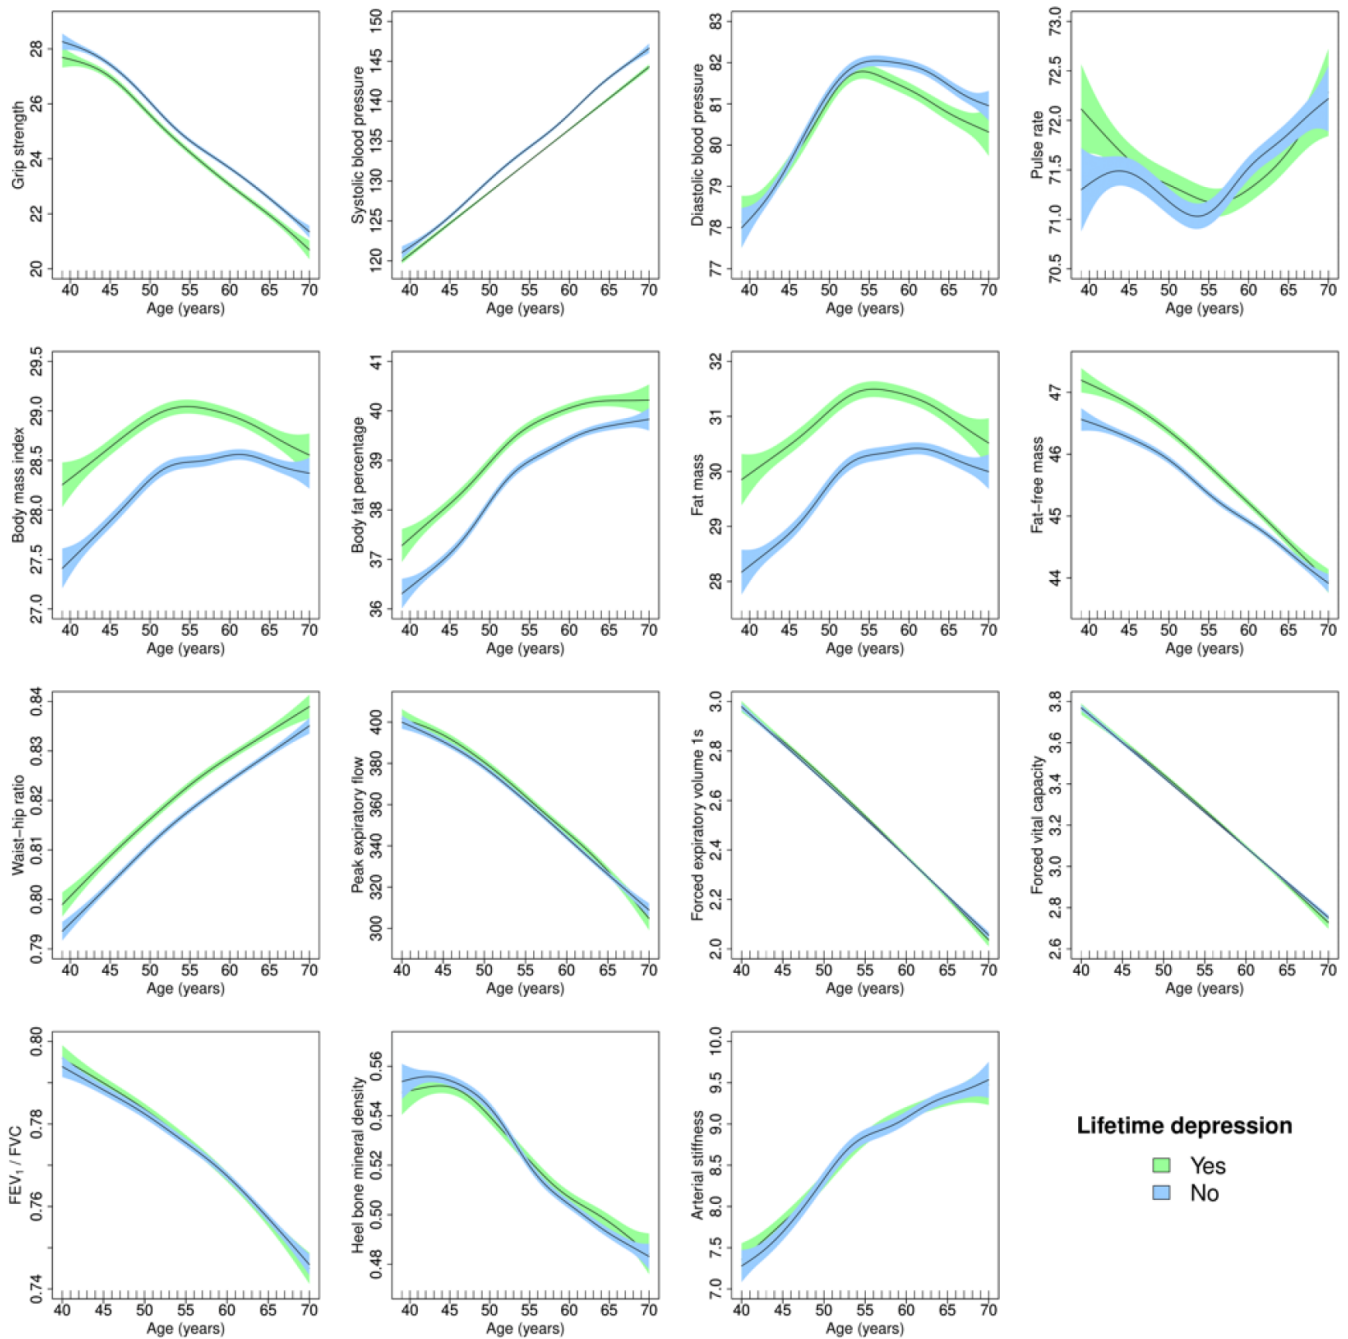 Grip strength
20 22 24 26 28
40 45 50 55 60 65 70
Age (years)
Systolic blood pressure
120 125 130 135 140 145 150
40 45 50 55 60 65 70
Age (years)
Diastolic blood pressure
77 78 79 80 81 82 83
40 45 50 55 60 65 70
Age (years)
Pulse rate
70.5 71.0 71.5 72.0 72.5 73.0
40 45 50 55 60 65 70
Age (years)
Body mass index
27.0 27.5 28.0 28.5 29.0 29.5
40 45 50 55 60 65 70
Age (years)
Body fat percentage
36 37 38 39 40 41
40 45 50 55 60 65 70
Age (years)
Fat mass
28 29 30 31 32
40 45 50 55 60 65 70
Age (years)
Fat−free mass
44 45 46 47
40 45 50 55 60 65 70
Age (years)
Waist−hip ratio
0.79 0.80 0.81 0.82 0.83 0.84
40 45 50 55 60 65 70
Age (years)
Peak expiratory flow
300 320 340 360 380 400
40 45 50 55 60 65 70
Age (years)
Forced expiratory volume 1s
2.0 2.2 2.4 2.6 2.8 3.0
40 45 50 55 60 65 70
Age (years)
Forced vital capacity
2.6 2.8 3.0 3.2 3.4 3.6 3.8
40 45 50 55 60 65 70
Age (years)
FEV₁ / FVC
0.74 0.76 0.78 0.80
40 45 50 55 60 65 70
Age (years)
Heel bone mineral density
0.48 0.50 0.52 0.54 0.56
40 45 50 55 60 65 70
Age (years)
Arterial stiffness
7.0 7.5 8.0 8.5 9.0 9.5 10.0
40 45 50 55 60 65 70
Age (years)
Lifetime depression
Yes
No